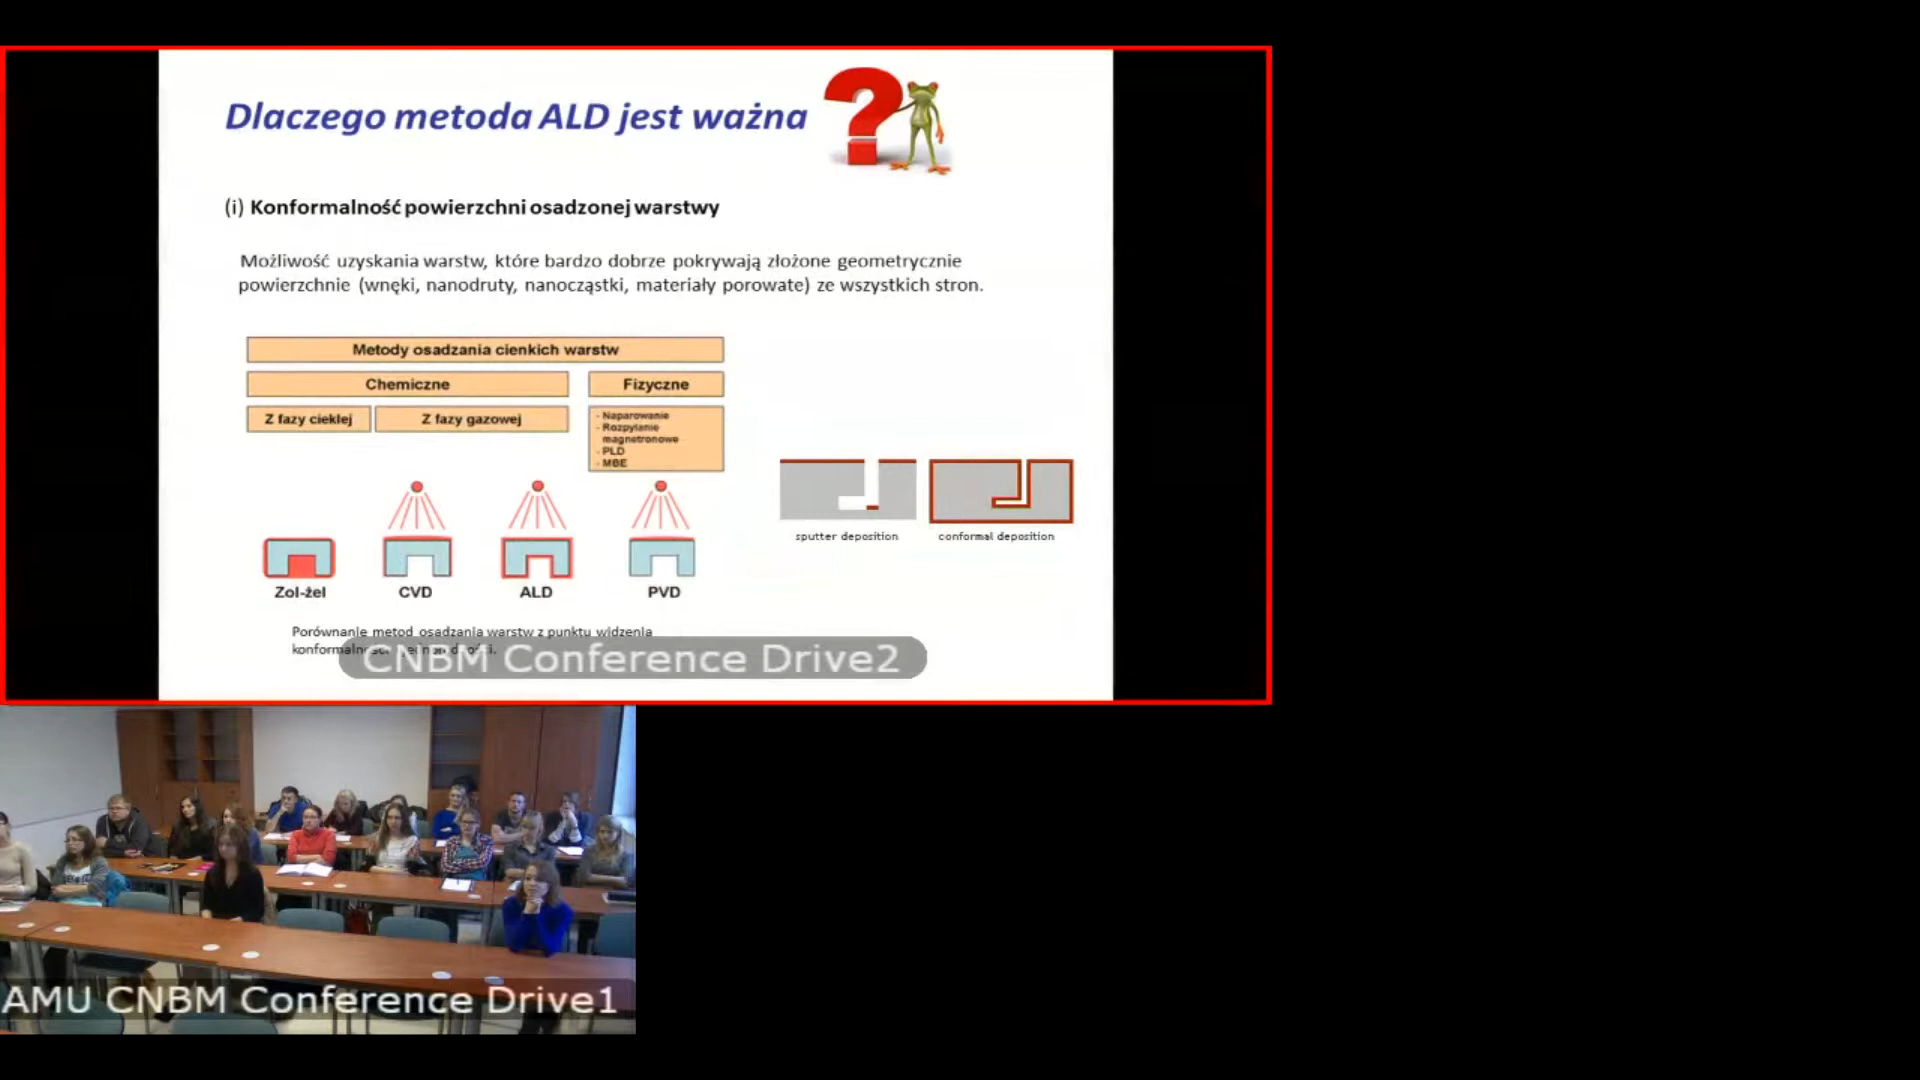 Dlaczego metoda ALD jest ważna
(i) Konformalność powierzchni osadzonej warstwy
Możliwość uzyskania warstw, które bardzo dobrze pokrywają złożone geometrycznie
powierzchnie (wnęki, nanodruty, nanocząstki, materiały porowate) ze wszystkich stron.
Metody osadzania cienkich warstw
Chemiczne
Fizyczne
Z fazy ciekłej
Z fazy gazowej
- Naparowanie
- Rozpylanie
magnetronowe
- PLD
- MBE
sputter deposition
conformal deposition
Zol-żel
CVD
ALD
PVD
Porównanie metod osadzania warstw z punktu widzenia
CNBM Conference Drive2
AMU CNBM Conference Drive1